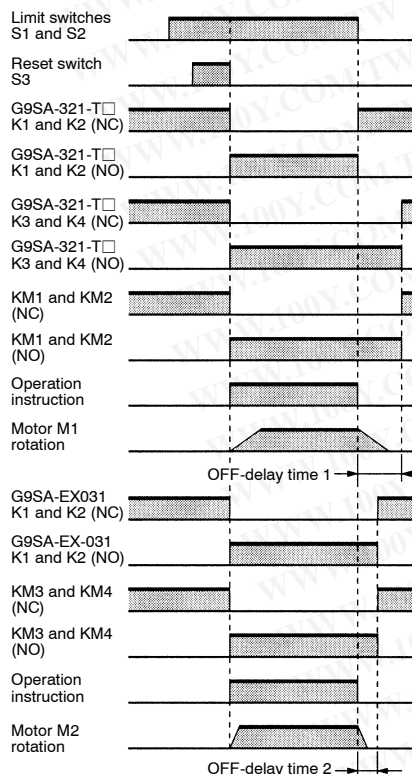 Limit switches
S1 and S2
Reset switch
S3
G9SA-321-T□
K1 and K2 (NC)
G9SA-321-T□
K1 and K2 (NO)
G9SA-321-T□
K3 and K4 (NC)
G9SA-321-T□
K3 and K4 (NO)
KM1 and KM2
(NC)
KM1 and KM2
(NO)
Operation
instruction
Motor M1
rotation
OFF-delay time 1
G9SA-EX031
K1 and K2 (NC)
G9SA-EX-031
K1 and K2 (NO)
KM3 and KM4
(NC)
KM3 and KM4
(NO)
Operation
instruction
Motor M2
rotation
OFF-delay time 2
WWW.100Y.COM.TW